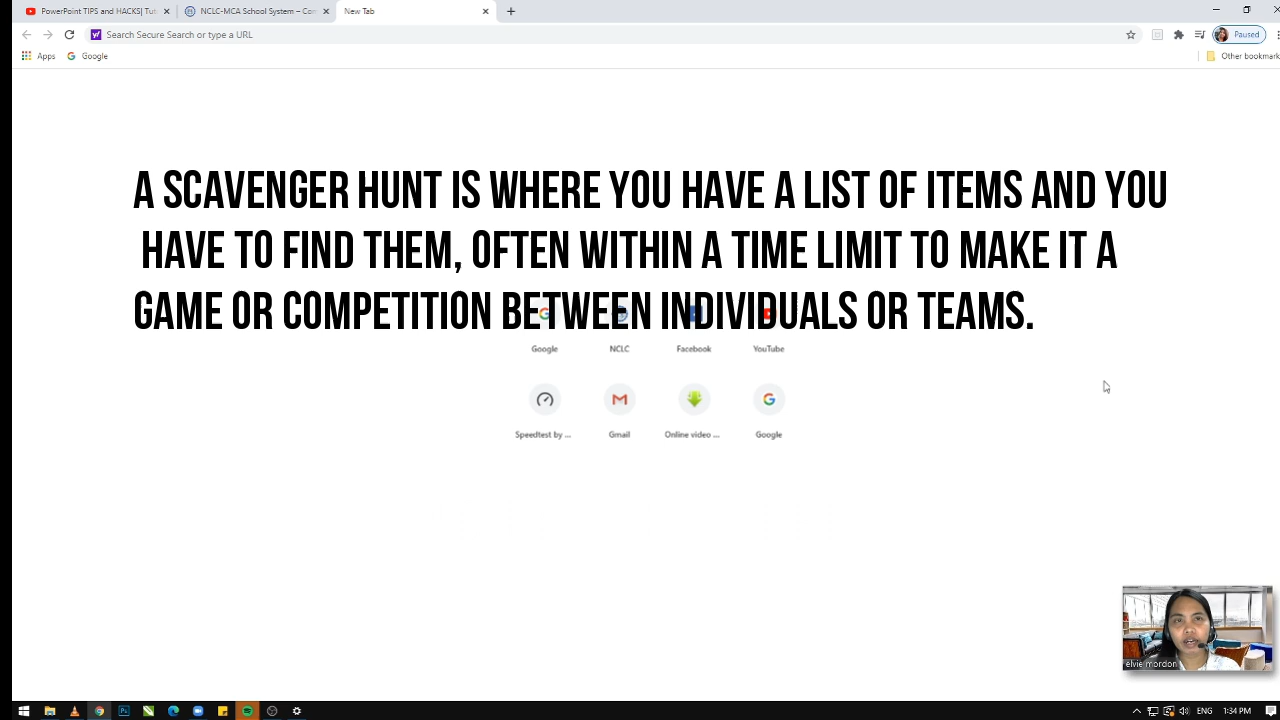 PowerPoint TIPS and HACKS| Tut
NCLC-MCA School System – Con
New Tab
Search Secure Search or type a URL
Paused
Apps
Google
Other bookmark
A SCAVENGER HUNT IS WHERE YOU HAVE A LIST OF ITEMS AND YOU
HAVE TO FIND THEM, OFTEN WITHIN A TIME LIMIT TO MAKE IT A
GAME OR COMPETITION BETWEEN INDIVIDUALS OR TEAMS.
Google
NCLC
Facebook
YouTube
Speedtest by ...
Gmail
Online video ...
Google
elvie mordon
ENG
1:34 PM